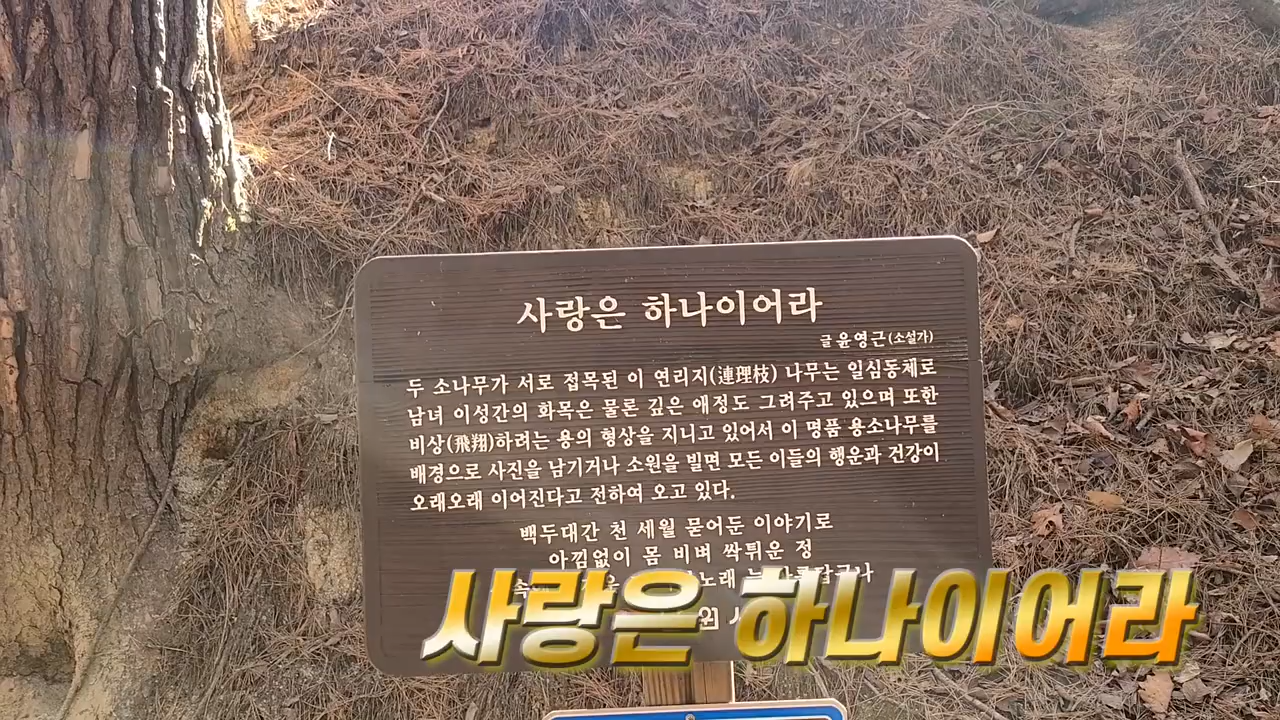 사랑은 하나이어라
글 윤영근(소설가)
두 소나무가 서로 접목된 이 연리지(連理枝) 나무는 일심동체로
남녀 이성간의 화목은 물론 깊은 애정도 그려주고 있으며 또한
비상(飛翔)하려는 용의 형상을 지니고 있어서 이 명품 용소나무를
배경으로 사진을 남기거나 소원을 빌면 모든 이들의 행운과 건강이
오래오래 이어진다고 전하여 오고 있다.
백두대간 천 세월 묻어둔 이야기로
아낌없이 몸 비벼 싹튀운 정
노래
사랑은 하나이어라